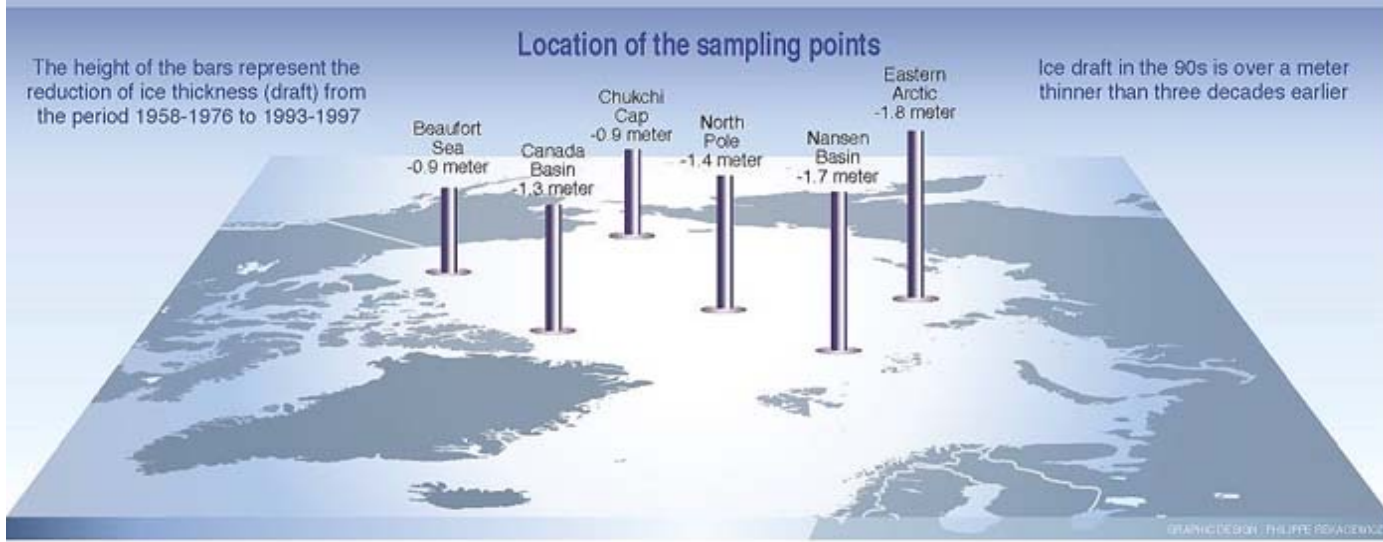 Location of the sampling points
The height of the bars represent the
reduction of ice thickness (draft) from
the period 1958-1976 to 1993-1997
Ice draft in the 90s is over a meter
thinner than three decades earlier
Beaufort
Sea
-0.9 meter
Canada
Basin
-1.3 meter
Chukchi
Cap
-0.9 meter
North
Pole
-1.4 meter
Nansen
Basin
-1.7 meter
Eastern
Arctic
-1.8 meter
GRAPHIC DESIGN : PHILIPPE REKACEWICZ